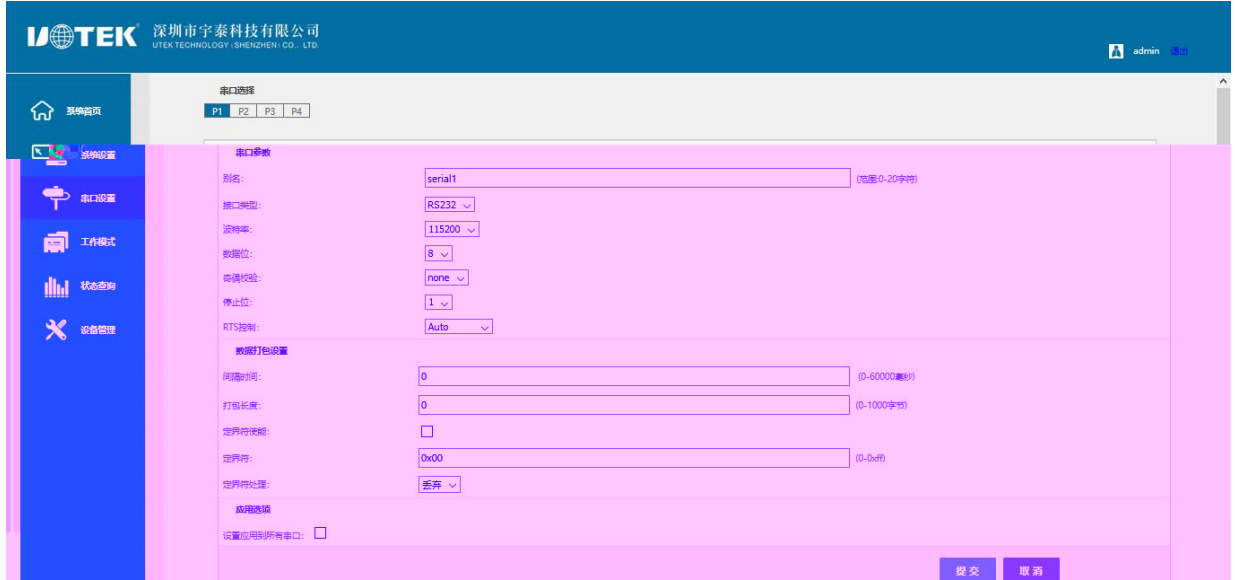 UOTEK 深圳市宇泰科技有限公司
UTEK TECHNOLOGY (SHENZHEN) CO., LTD.
admin 退出
串口选择
P1 P2 P3 P4
系统首页
系统设置
串口设置
工作模式
状态查询
设备管理
串口参数
别名: serial1 (范围:0-20字符)
接口类型: RS232
波特率: 115200
数据位: 8
奇偶校验: none
停止位: 1
RTS控制: Auto
数据打包设置
间隔时间: 0 (0-60000毫秒)
打包长度: 0 (0-1000字节)
定界符使能:
定界符: 0x00 (0-0xff)
定界符处理: 丢弃
应用选项
设置应用到所有串口:
提交 取消